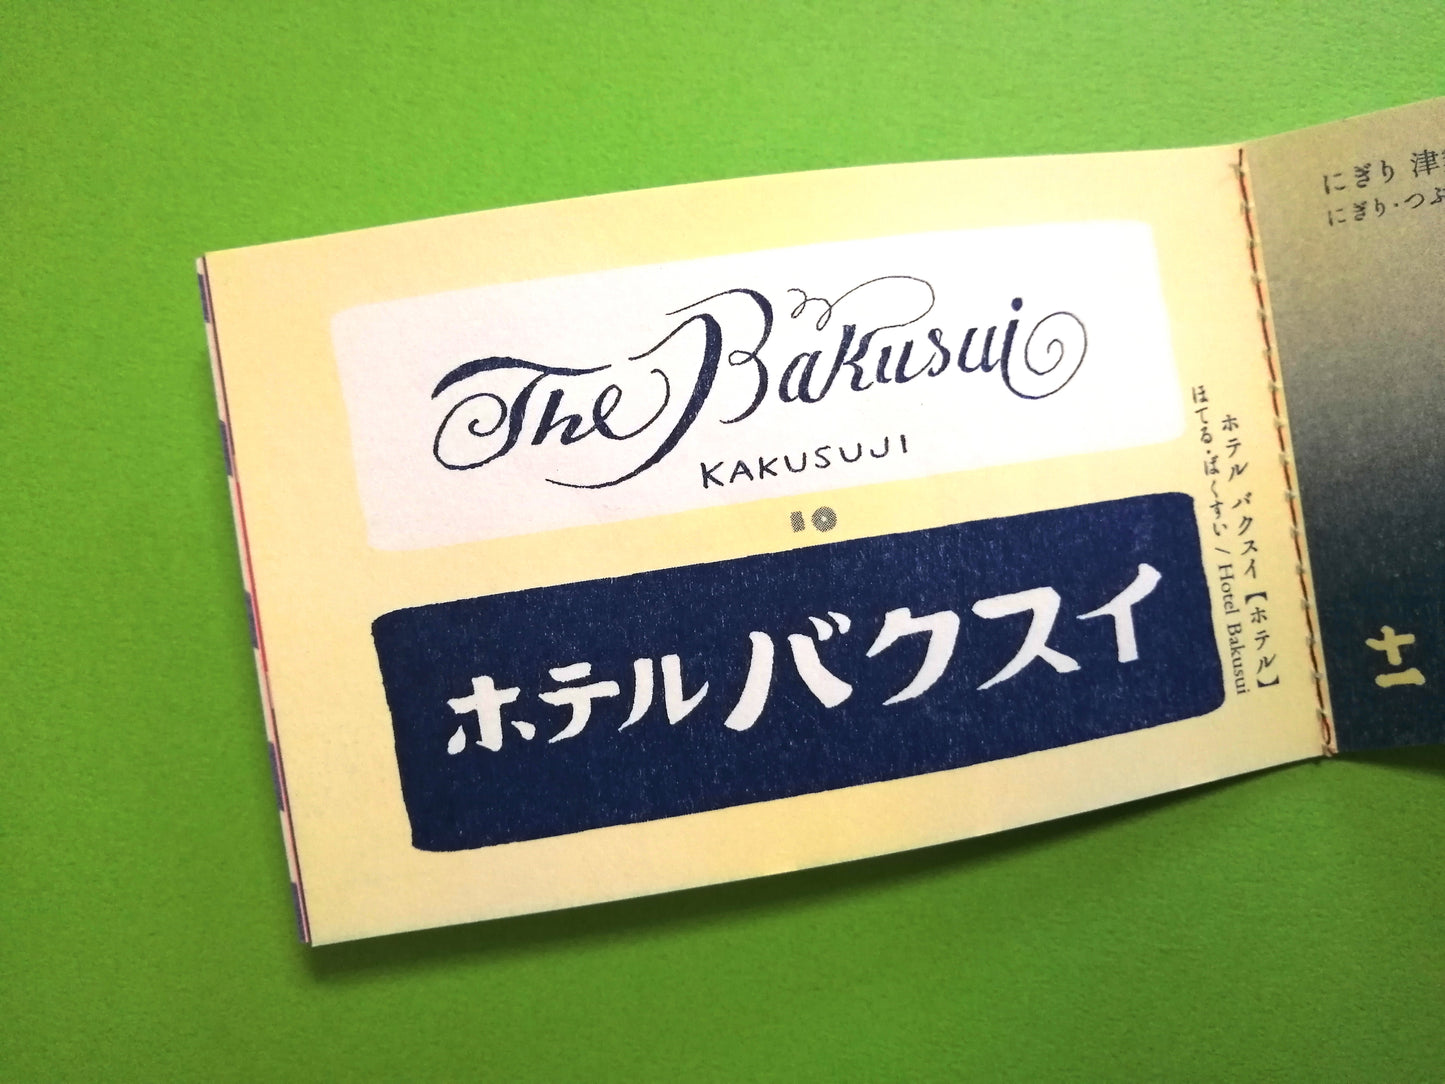 The Bakusui
KAKUSUJI
10
ホテル バクスイ
ホテル バクスイ【ホテル】
ほてる・ばくすい / Hotel Bakusui
にぎり 津
にぎり・つぶ
十一